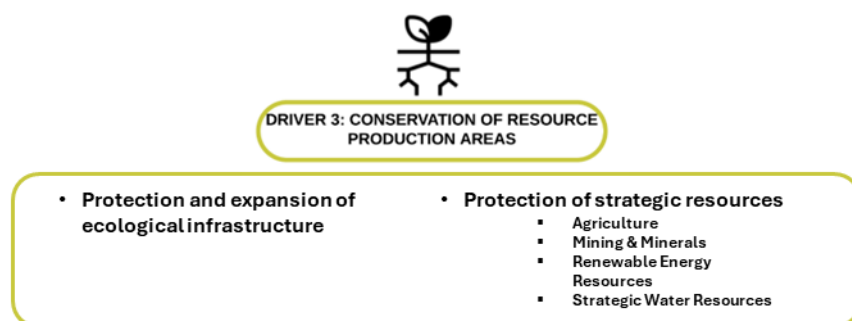 DRIVER 3: CONSERVATION OF RESOURCE
PRODUCTION AREAS
• Protection and expansion of
ecological infrastructure
• Protection of strategic resources
▪ Agriculture
▪ Mining & Minerals
▪ Renewable Energy
Resources
▪ Strategic Water Resources